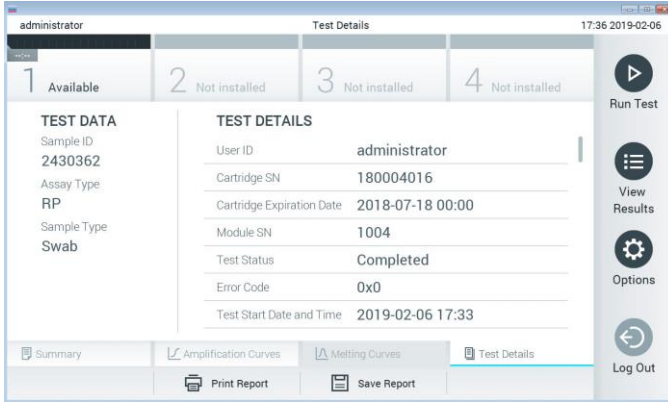 administrator
Test Details
17:36 2019-02-06
1 Available
2 Not installed
3 Not installed
4 Not installed
Run Test
View
Results
Options
Log Out
TEST DATA
Sample ID
2430362
Assay Type
RP
Sample Type
Swab
TEST DETAILS
User ID administrator
Cartridge SN 180004016
Cartridge Expiration Date 2018-07-18 00:00
Module SN 1004
Test Status Completed
Error Code 0x0
Test Start Date and Time 2019-02-06 17:33
Summary
Amplification Curves
Melting Curves
Test Details
Print Report
Save Report